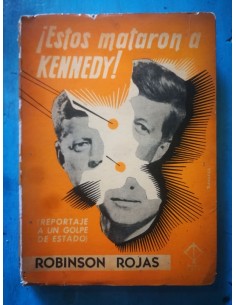 ¡Estos mataron a
KENNEDY!
¡REPORTAJE
A UN GOLPE
DE ESTADO!
ROBINSON ROJAS